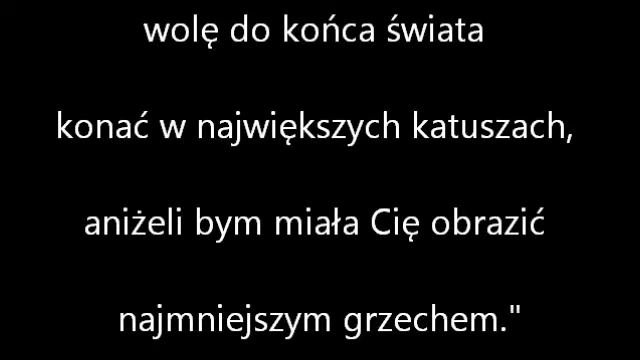 wolę do końca świata
konać w największych katuszach,
aniżeli bym miała Cię obrazić
najmniejszym grzechem."